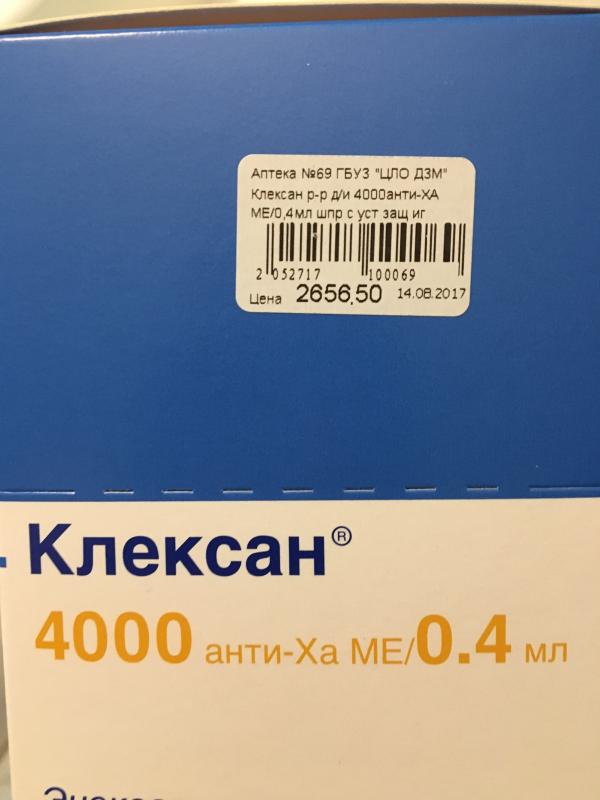 Аптека №69 ГБУЗ "ЦЛО ДЗМ"
Клексан р-р д/и 4000анти-ХА
МЕ/0,4мл шпр с уст защ иг
2 052717 100069
Цена 2656,50 14.08.2017
Клексан®
4000 анти-Ха МЕ/0.4 мл